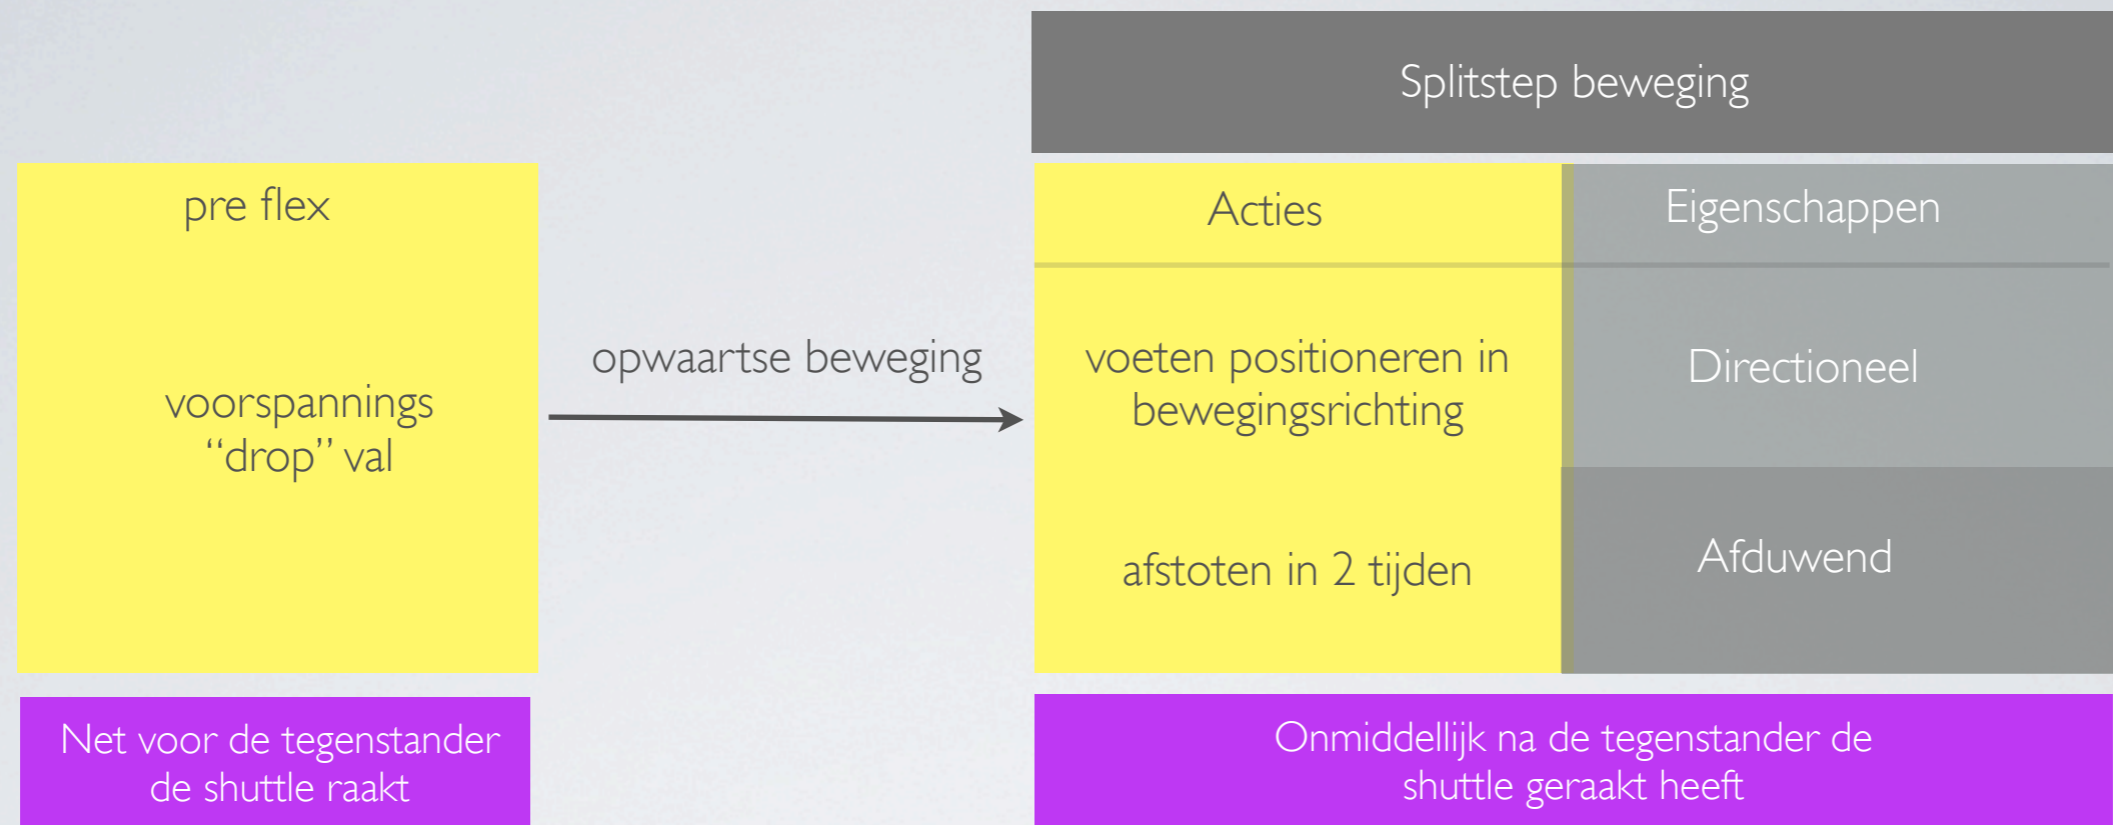 Splitstep beweging
pre flex
Acties
Eigenschappen
voorspannings
“drop” val
opwaartse beweging
voeten positioneren in
bewegingsrichting
Directioneel
afstoten in 2 tijden
Afduwend
Net voor de tegenstander
de shuttle raakt
Onmiddellijk na de tegenstander de
shuttle geraakt heeft